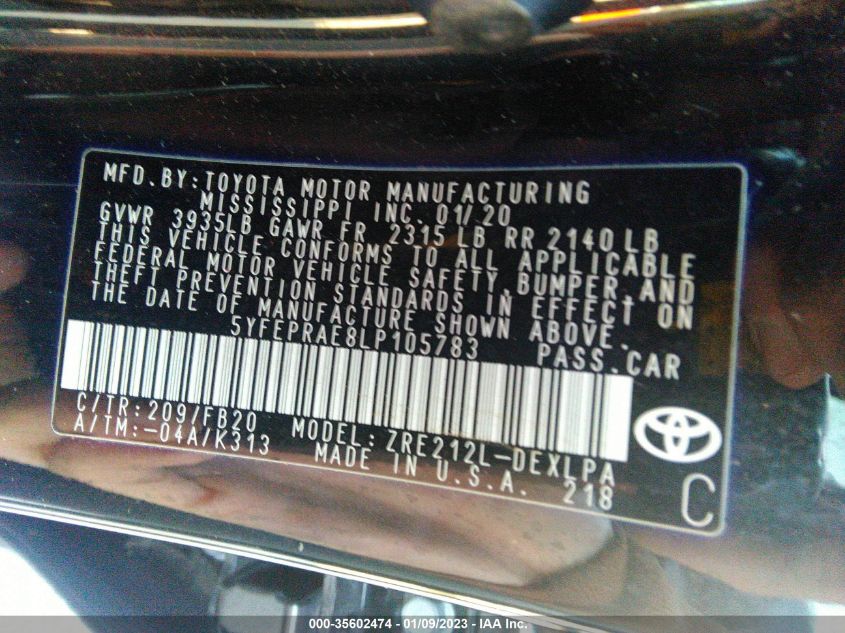 MFD.BY:TOYOTA MOTOR MANUFACTURING
MISSISSIPPI INC. 01/20
GVWR 3935LB GAWR FR 2315 LB RR 2140 LB
THIS VEHICLE CONFORMS TO ALL APPLICABLE
FEDERAL MOTOR VEHICLE SAFETY,BUMPER,AND
THEFT PREVENTION STANDARDS IN EFFECT ON
THE DATE OF MANUFACTURE SHOWN ABOVE.
5YFEPRAE8LP105783 PASS.CAR
C/TR:209/FB20 MODEL:ZRE212L-DEXLPA
A/TM:-04A/K313 MADE IN U.S.A. 218
C
000-35602474 — 01/09/2023 — IAA Inc.